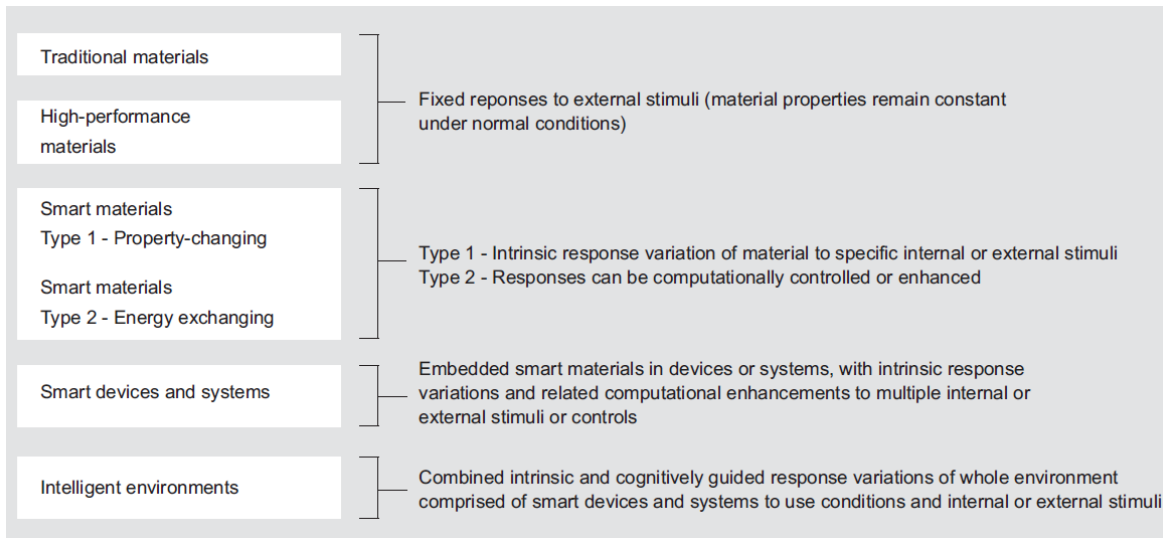 Traditional materials
High-performance
materials
Fixed reponses to external stimuli (material properties remain constant
under normal conditions)
Smart materials
Type 1 - Property-changing
Smart materials
Type 2 - Energy exchanging
Type 1 - Intrinsic response variation of material to specific internal or external stimuli
Type 2 - Responses can be computationally controlled or enhanced
Smart devices and systems
Embedded smart materials in devices or systems, with intrinsic response
variations and related computational enhancements to multiple internal or
external stimuli or controls
Intelligent environments
Combined intrinsic and cognitively guided response variations of whole environment
comprised of smart devices and systems to use conditions and internal or external stimuli